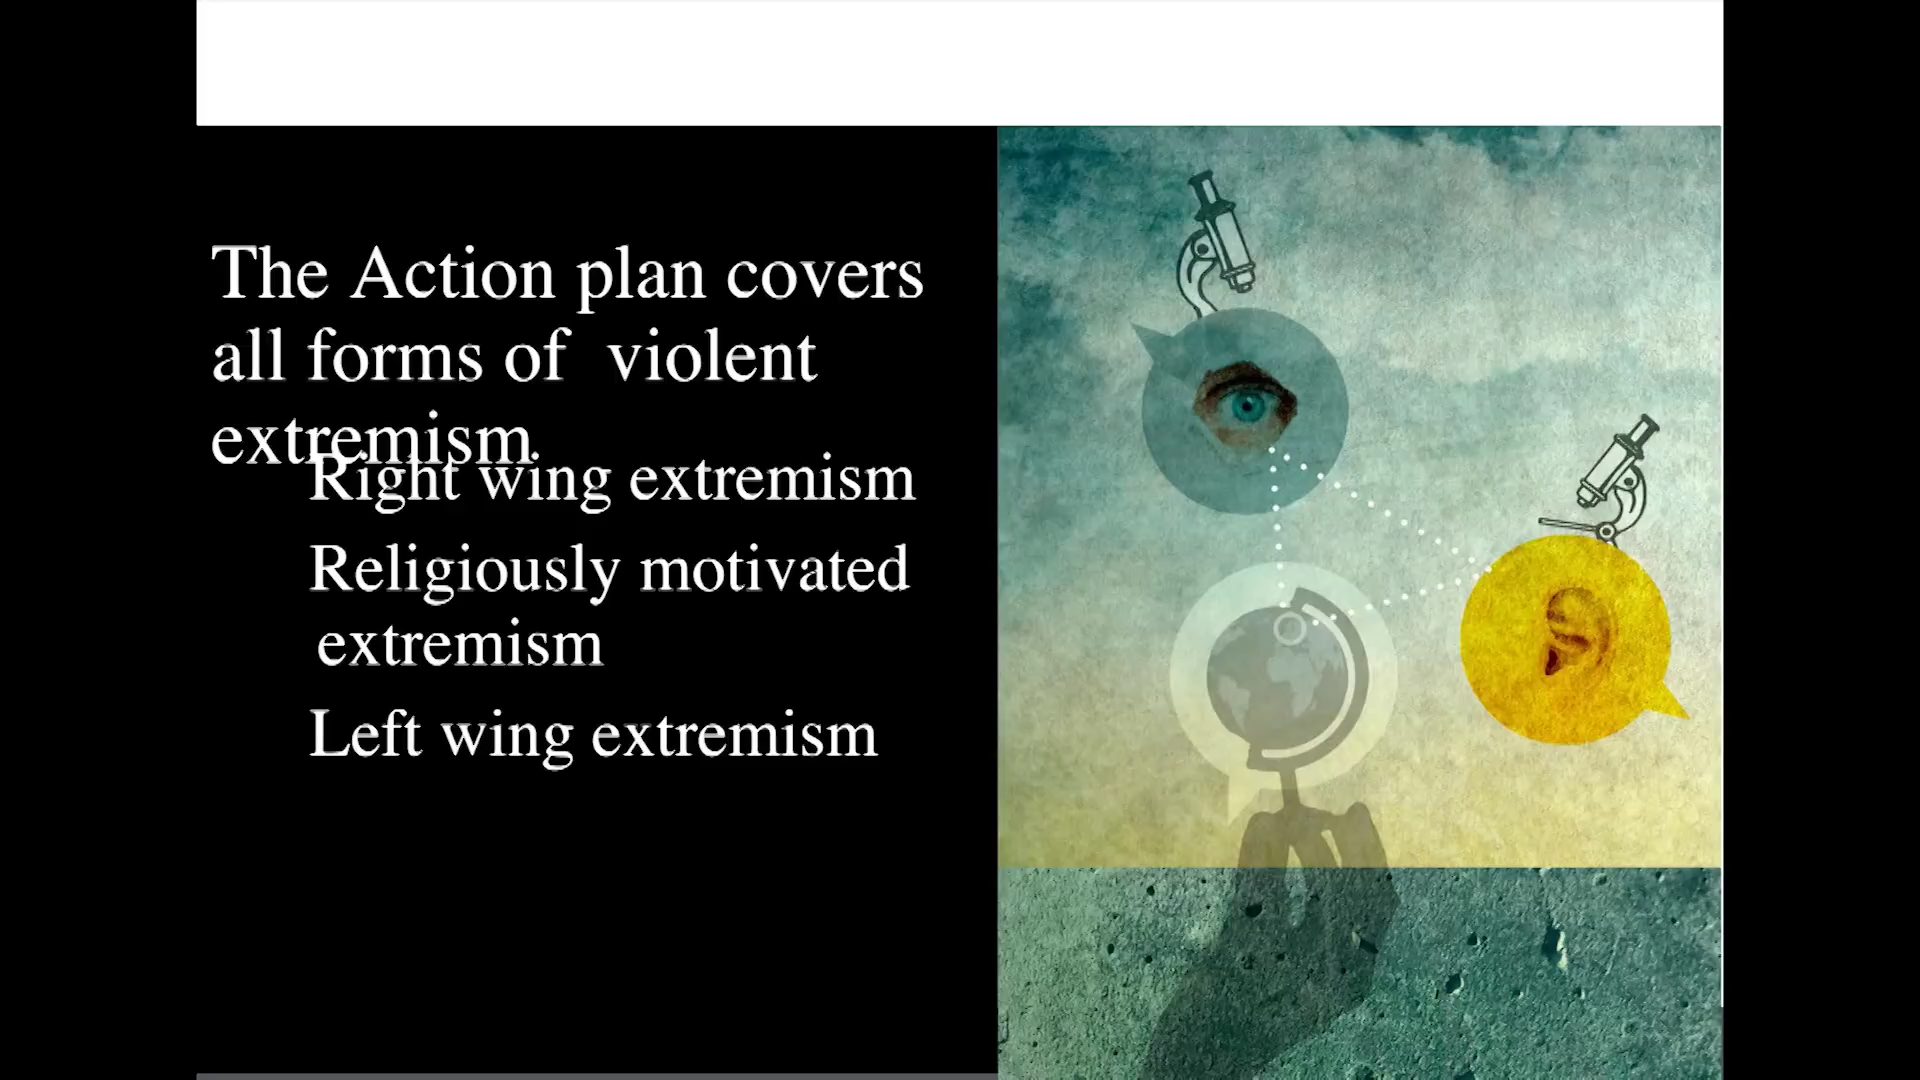 The Action plan covers
all forms of  violent
extremism
Right wing extremism
Religiously motivated
extremism
Left wing extremism